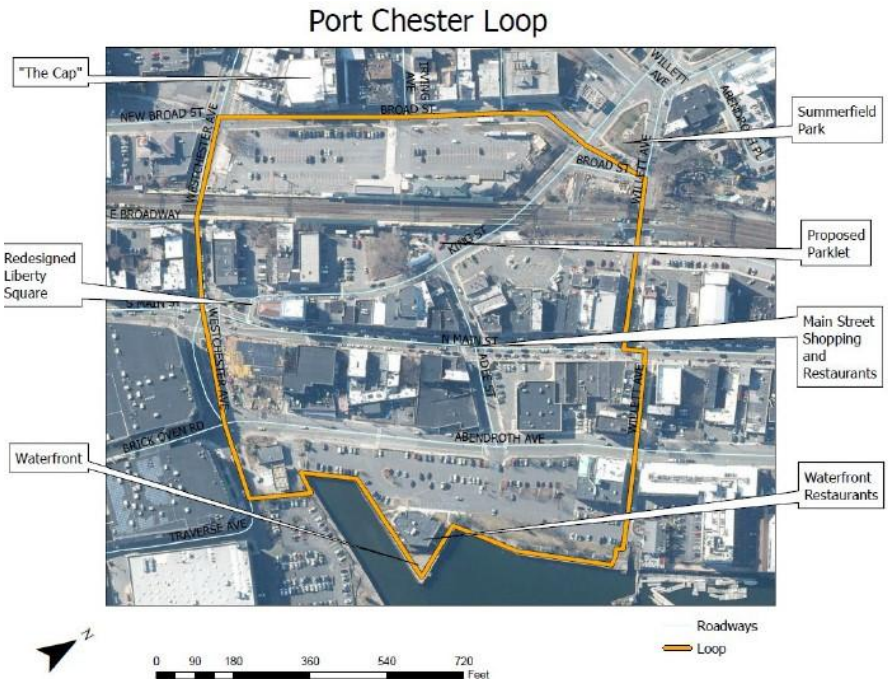 Port Chester Loop
"The Cap"
WILLETT
AVE
IRVING
AVE
ABENDROTH PL
NEW BROAD ST
WESTCHESTER AVE
BROAD ST
Summerfield
Park
BROAD ST
WILLETT AVE
E BROADWAY
KING ST
Proposed
Parklet
Redesigned
Liberty
Square
S MAIN ST
N MAIN ST
Main Street
Shopping
and
Restaurants
WESTCHESTER AVE
ADEE ST
WILLETT AVE
BRICK OVEN RD
ABENDROTH AVE
Waterfront
Waterfront
Restaurants
TRAVERSE AVE
N
Roadways
Loop
0 90 180 360 540 720
Feet